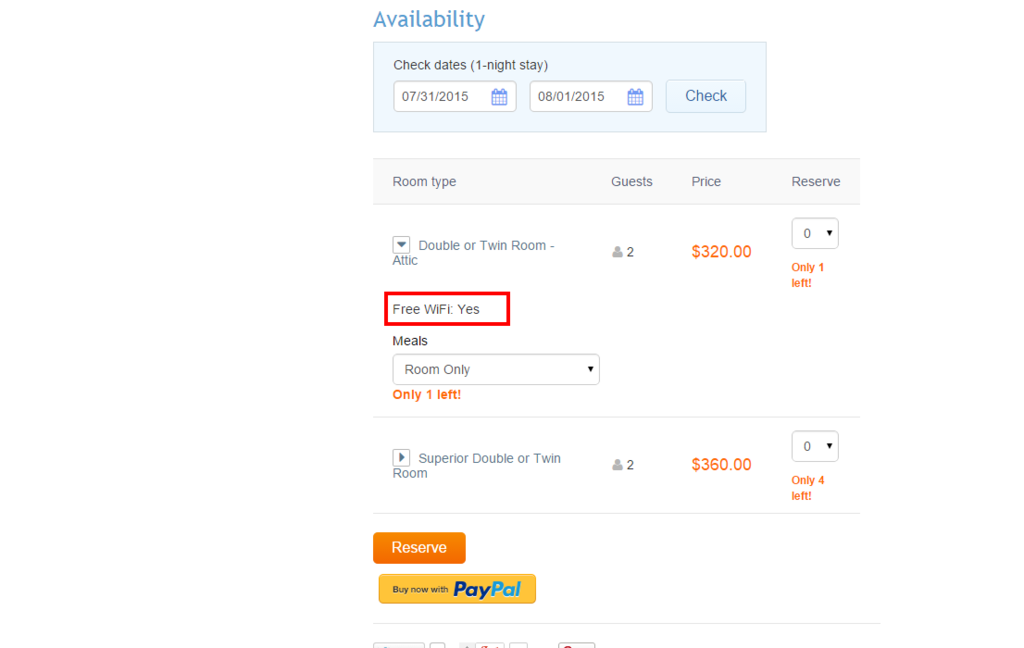 Availability
Check dates (1-night stay)
07/31/2015 08/01/2015 Check
Room type Guests Price Reserve
Double or Twin Room -
Attic
2 $320.00
0
Only 1
left!
Free WiFi: Yes
Meals
Room Only
Only 1 left!
Superior Double or Twin
Room
2 $360.00
0
Only 4
left!
Reserve
Buy now with PayPal